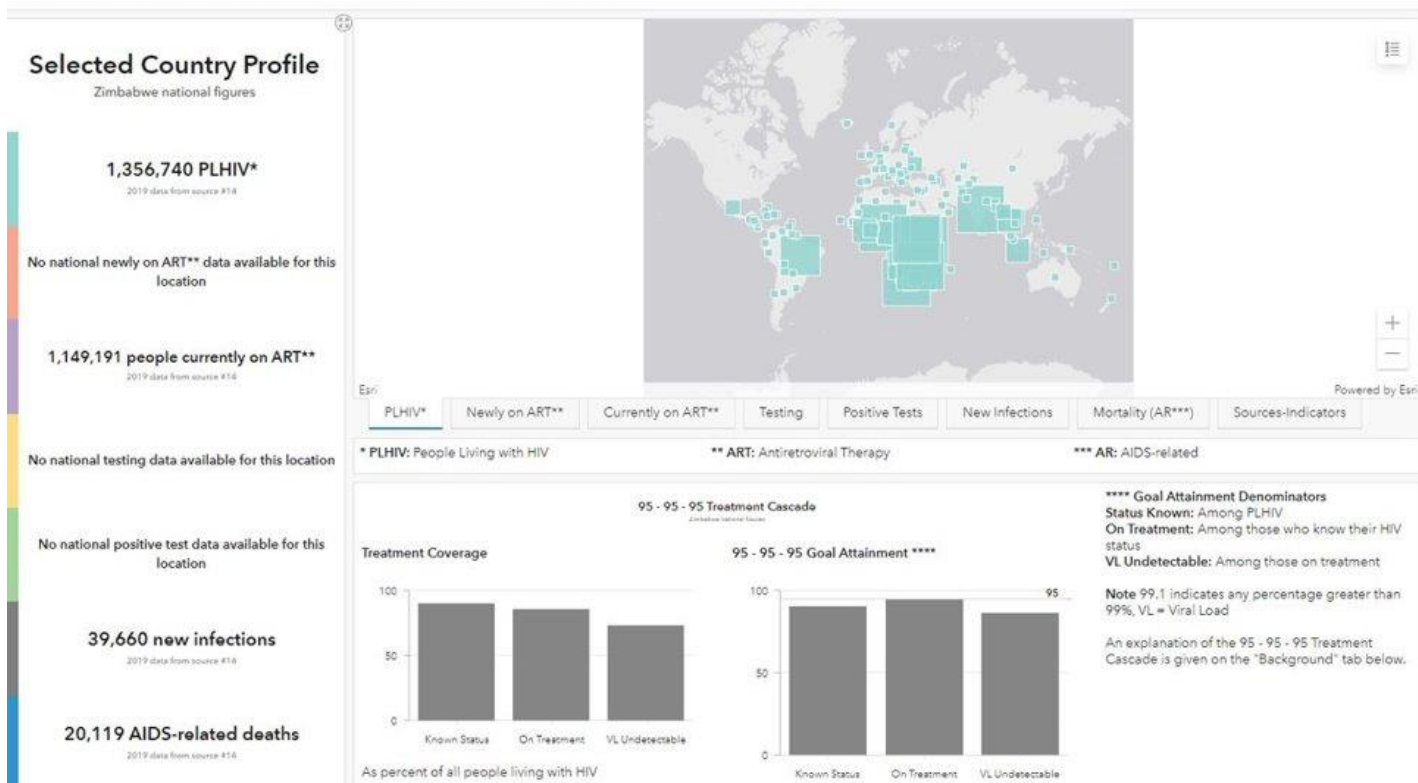 Selected Country Profile
Zimbabwe national figures
1,356,740 PLHIV*
2019 data from source #14
No national newly on ART** data available for this
location
1,149,191 people currently on ART**
2019 data from source #14
No national testing data available for this location
No national positive test data available for this
location
39,660 new infections
2019 data from source #14
20,119 AIDS-related deaths
2019 data from source #14
Esri
Powered by Esri
PLHIV*
Newly on ART**
Currently on ART**
Testing
Positive Tests
New Infections
Mortality (AR***)
Sources-Indicators
* PLHIV: People Living with HIV
** ART: Antiretroviral Therapy
*** AR: AIDS-related
95 - 95 - 95 Treatment Cascade
Zimbabwe national figures
Treatment Coverage
100
50
0
Known Status
On Treatment
VL Undetectable
As percent of all people living with HIV
95 - 95 - 95 Goal Attainment ****
100
95
50
0
Known Status
On Treatment
VL Undetectable
**** Goal Attainment Denominators
Status Known: Among PLHIV
On Treatment: Among those who know their HIV
status
VL Undetectable: Among those on treatment
Note 99.1 indicates any percentage greater than
99%, VL = Viral Load
An explanation of the 95 - 95 - 95 Treatment
Cascade is given on the "Background" tab below.